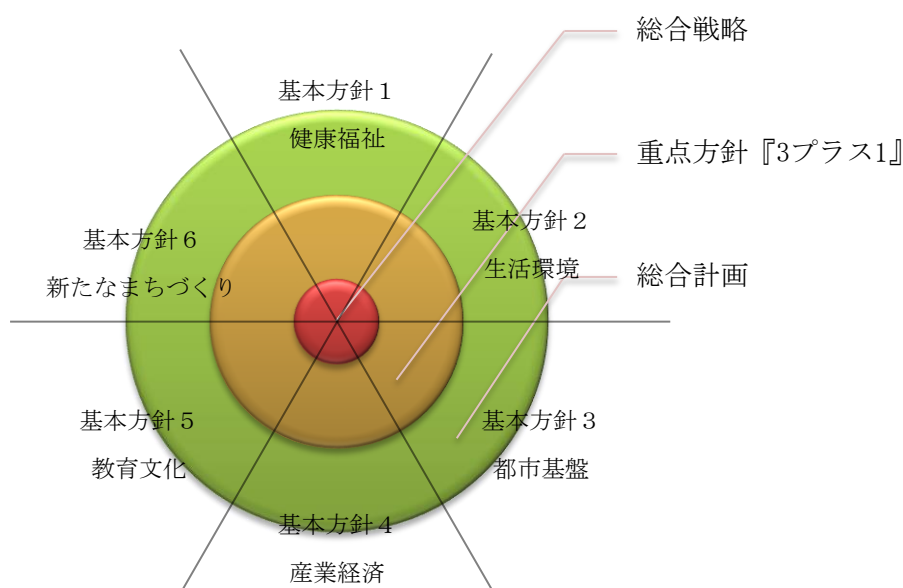 総合戦略
基本方針１
健康福祉
重点方針『3プラス1』
基本方針２
生活環境
基本方針６
新たなまちづくり
総合計画
基本方針５
教育文化
基本方針３
都市基盤
基本方針４
産業経済